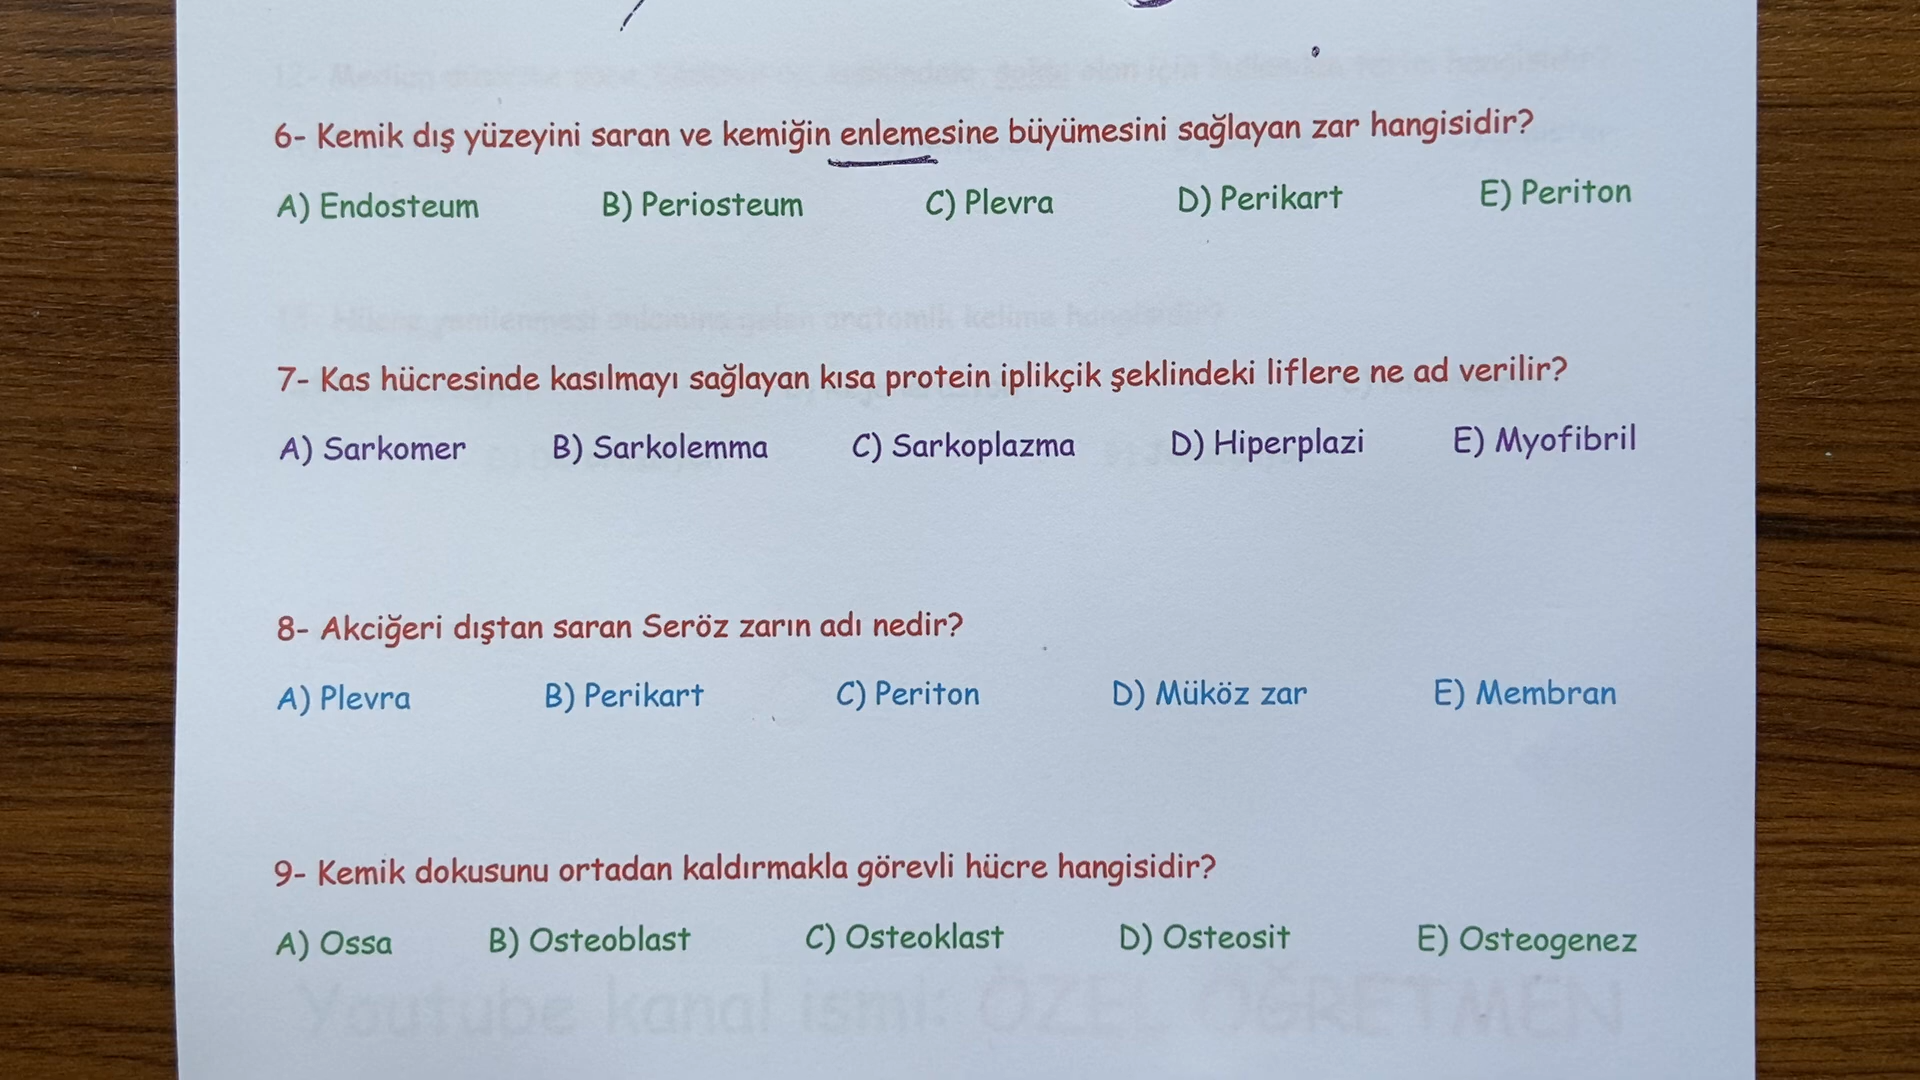 6- Kemik dış yüzeyini saran ve kemiğin enlemesine büyümesini sağlayan zar hangisidir?
A) Endosteum B) Periosteum C) Plevra D) Perikart E) Periton
7- Kas hücresinde kasılmayı sağlayan kısa protein iplikçik şeklindeki liflere ne ad verilir?
A) Sarkomer B) Sarkolemma C) Sarkoplazma D) Hiperplazi E) Myofibril
8- Akciğeri dıştan saran Seröz zarın adı nedir?
A) Plevra B) Perikart C) Periton D) Müköz zar E) Membran
9- Kemik dokusunu ortadan kaldırmakla görevli hücre hangisidir?
A) Ossa B) Osteoblast C) Osteoklast D) Osteosit E) Osteogenez
Youtube kanal ismi: ÖZEL ÖĞRETMEN